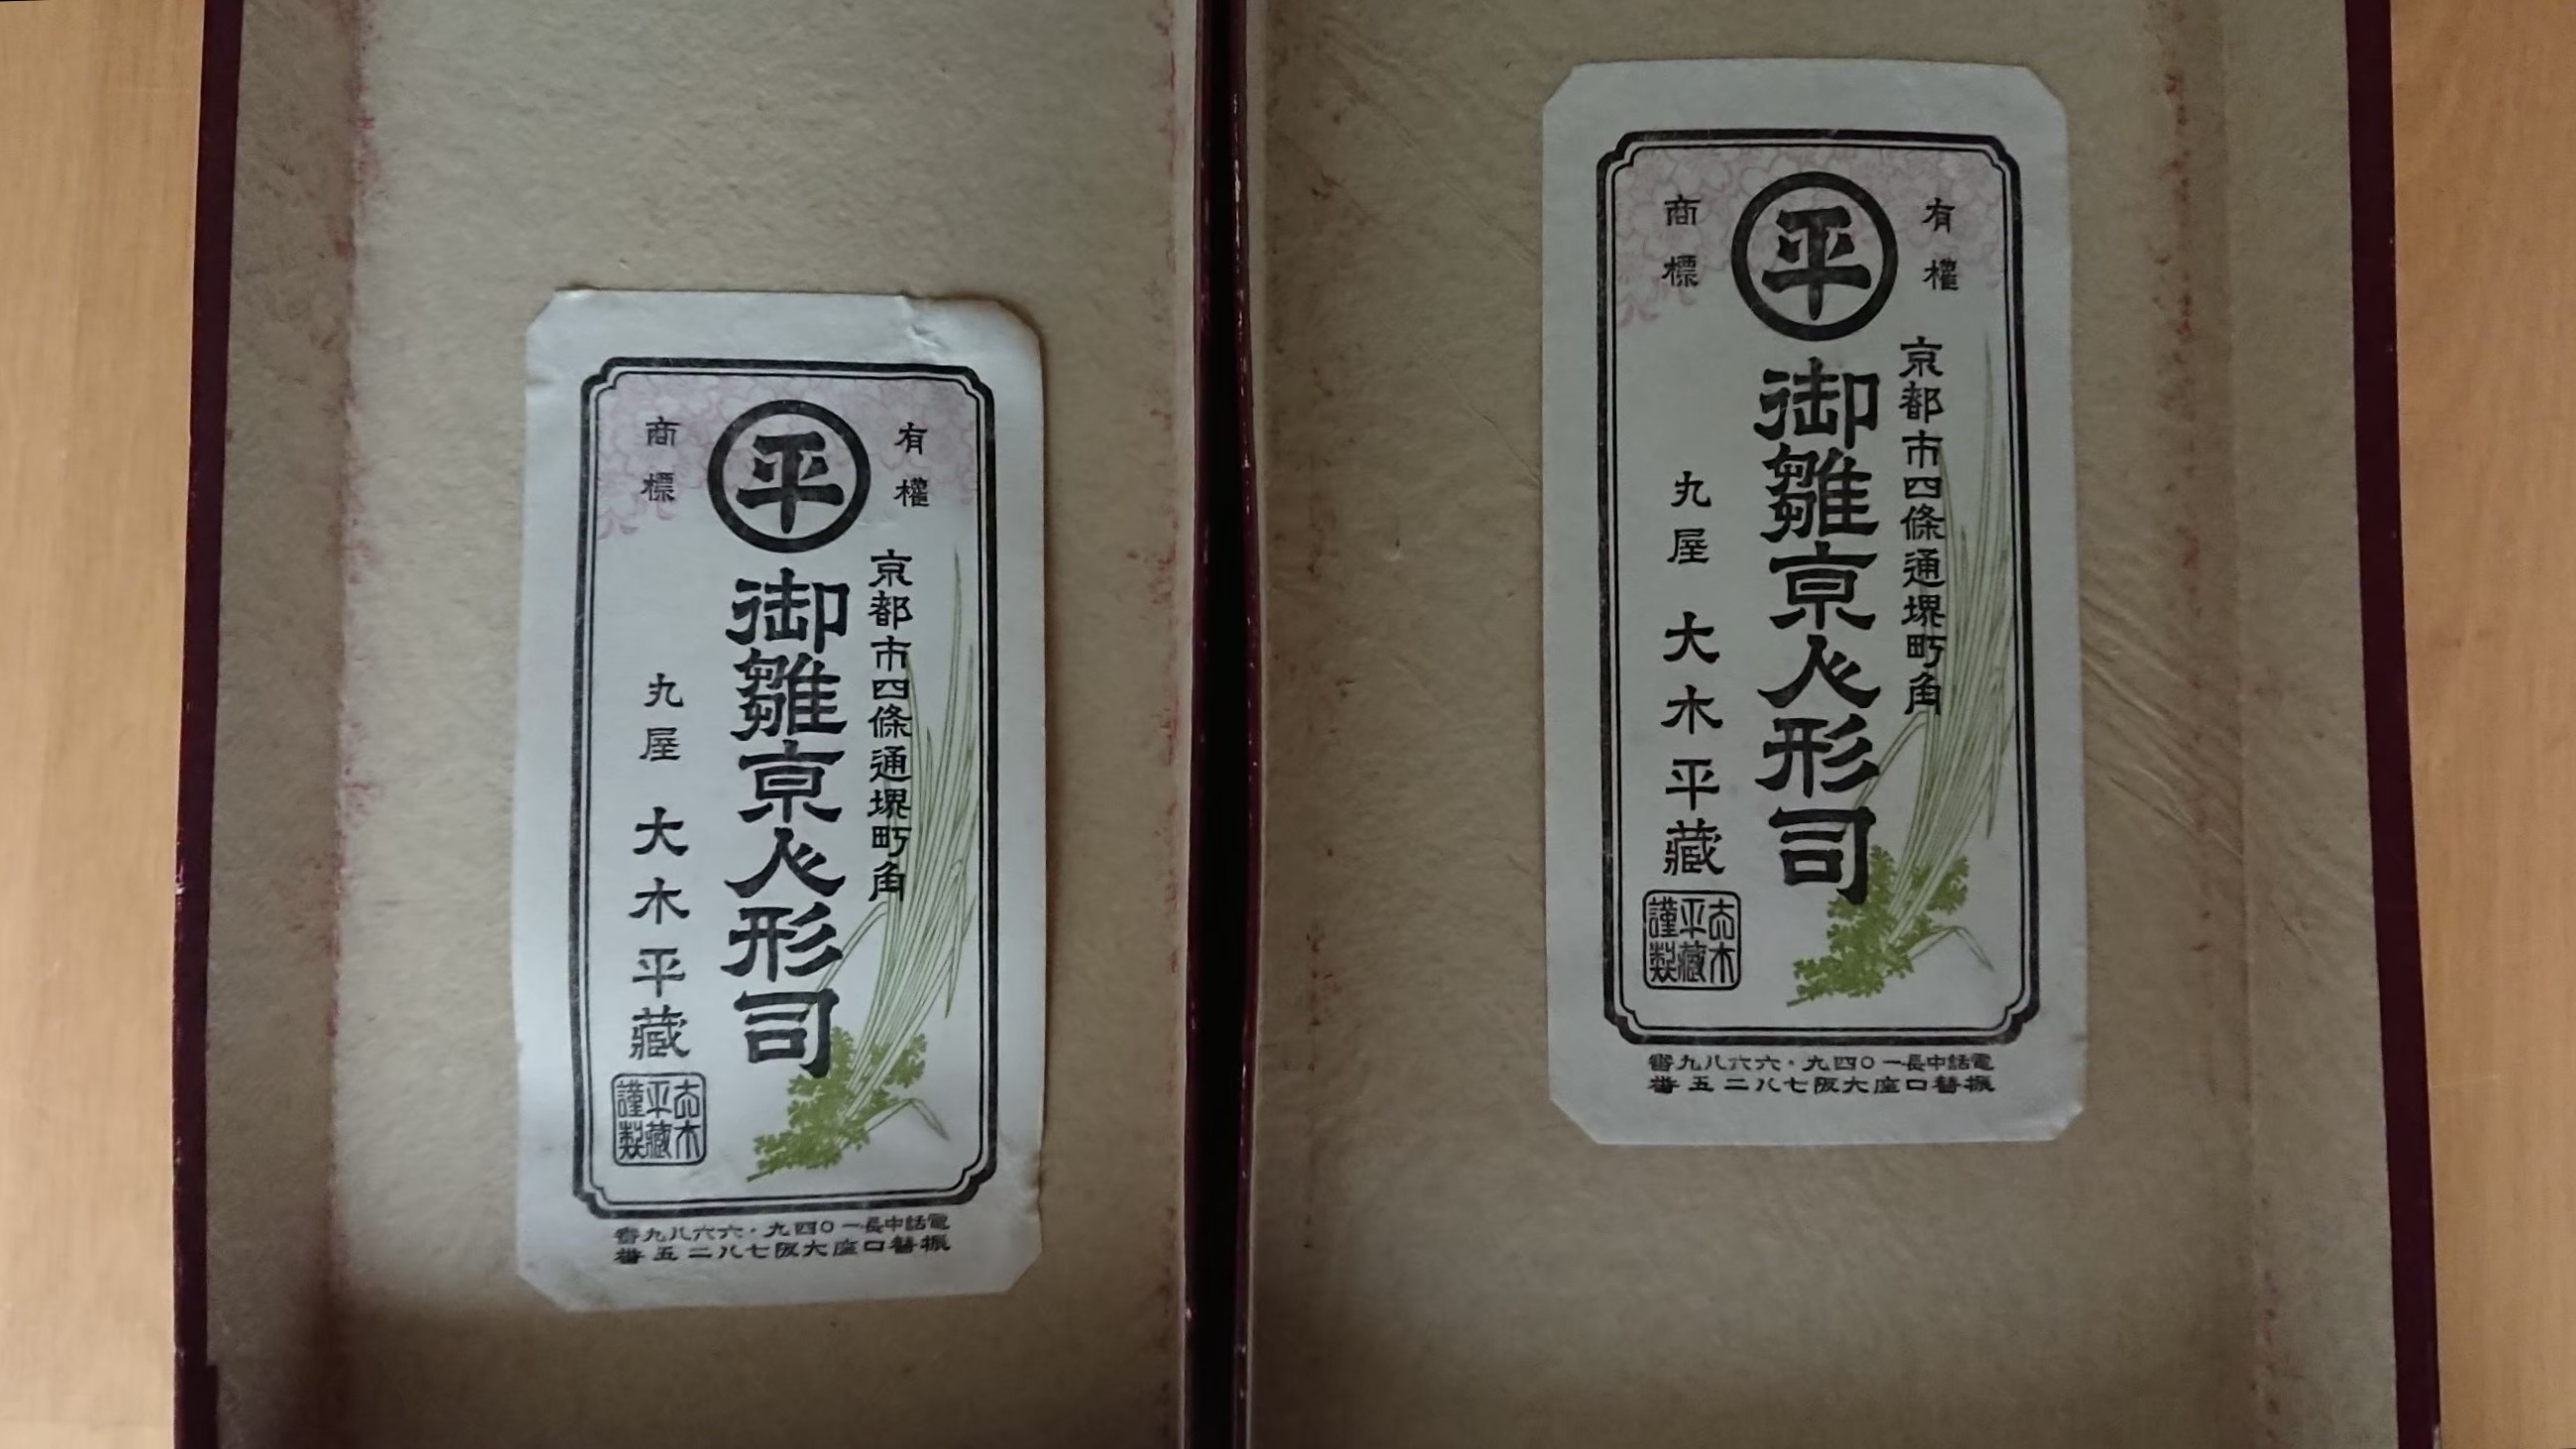 有權
平
商標
京都市四條通堺町角
御雛京人形司
丸屋 大木平藏
大木
平藏
謹製
電話中長一〇四九・六六八九番
振替口座大阪七八二五番
有權
平
商標
京都市四條通堺町角
御雛京人形司
丸屋 大木平藏
大木
平藏
謹製
電話中長一〇四九・六六八九番
振替口座大阪七八二五番